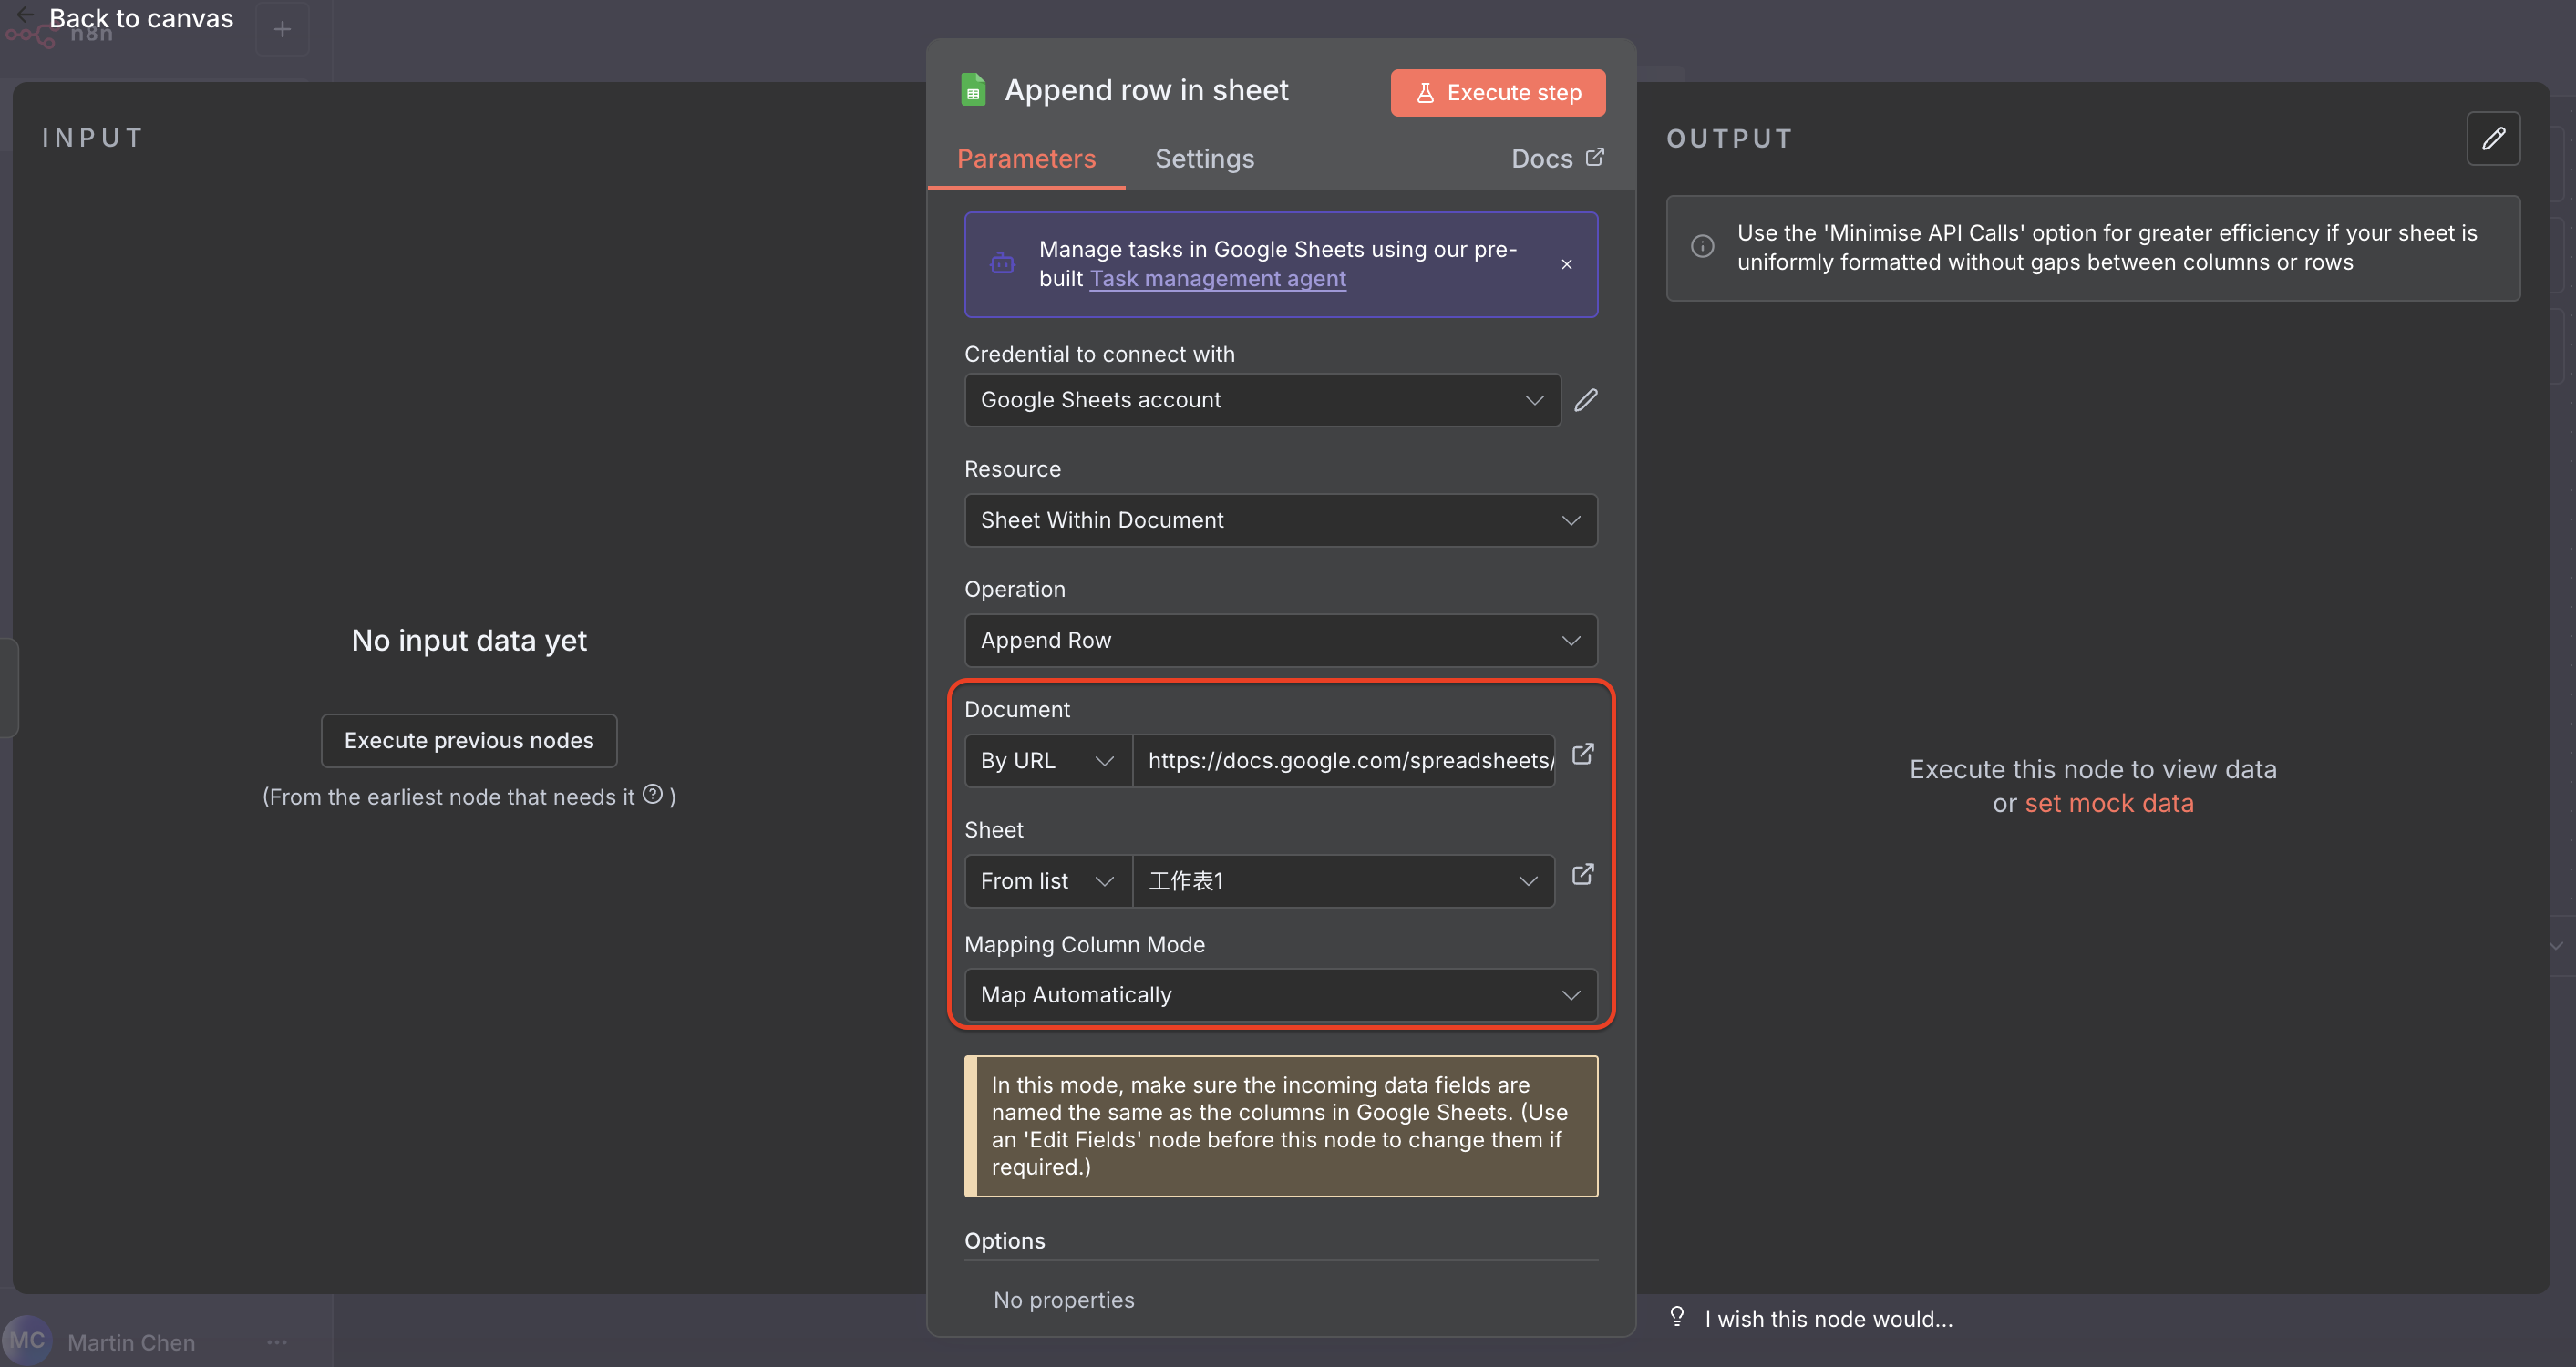 Back to canvas
n8n
INPUT
No input data yet
Execute previous nodes
(From the earliest node that needs it ? )
Append row in sheet
Execute step
Parameters
Settings
Docs
Manage tasks in Google Sheets using our pre-
built Task management agent
Credential to connect with
Google Sheets account
Resource
Sheet Within Document
Operation
Append Row
Document
By URL
https://docs.google.com/spreadsheets/
Sheet
From list
工作表1
Mapping Column Mode
Map Automatically
In this mode, make sure the incoming data fields are
named the same as the columns in Google Sheets. (Use
an 'Edit Fields' node before this node to change them if
required.)
Options
No properties
OUTPUT
Use the 'Minimise API Calls' option for greater efficiency if your sheet is
uniformly formatted without gaps between columns or rows
Execute this node to view data
or set mock data
I wish this node would...
MC
Martin Chen